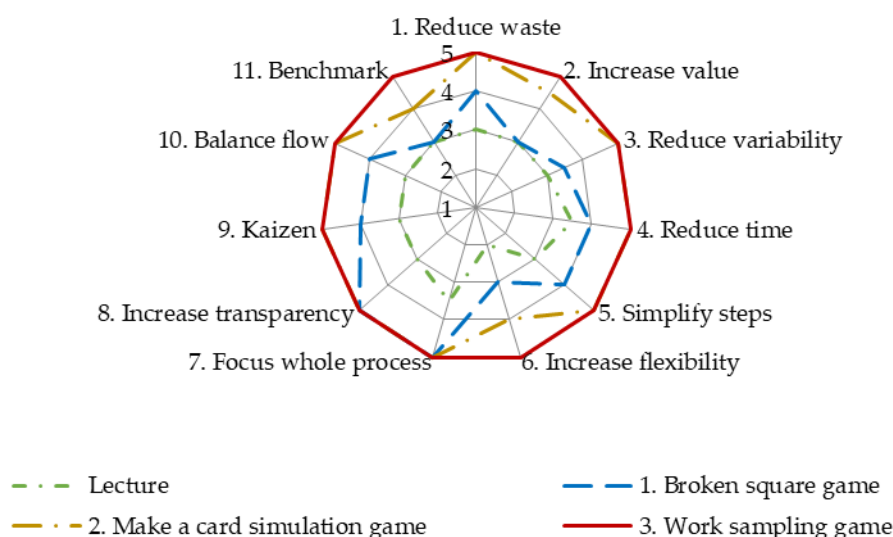 1. Reduce waste
2. Increase value
3. Reduce variability
4. Reduce time
5. Simplify steps
6. Increase flexibility
7. Focus whole process
8. Increase transparency
9. Kaizen
10. Balance flow
11. Benchmark
5
4
3
2
1
Lecture
1. Broken square game
2. Make a card simulation game
3. Work sampling game